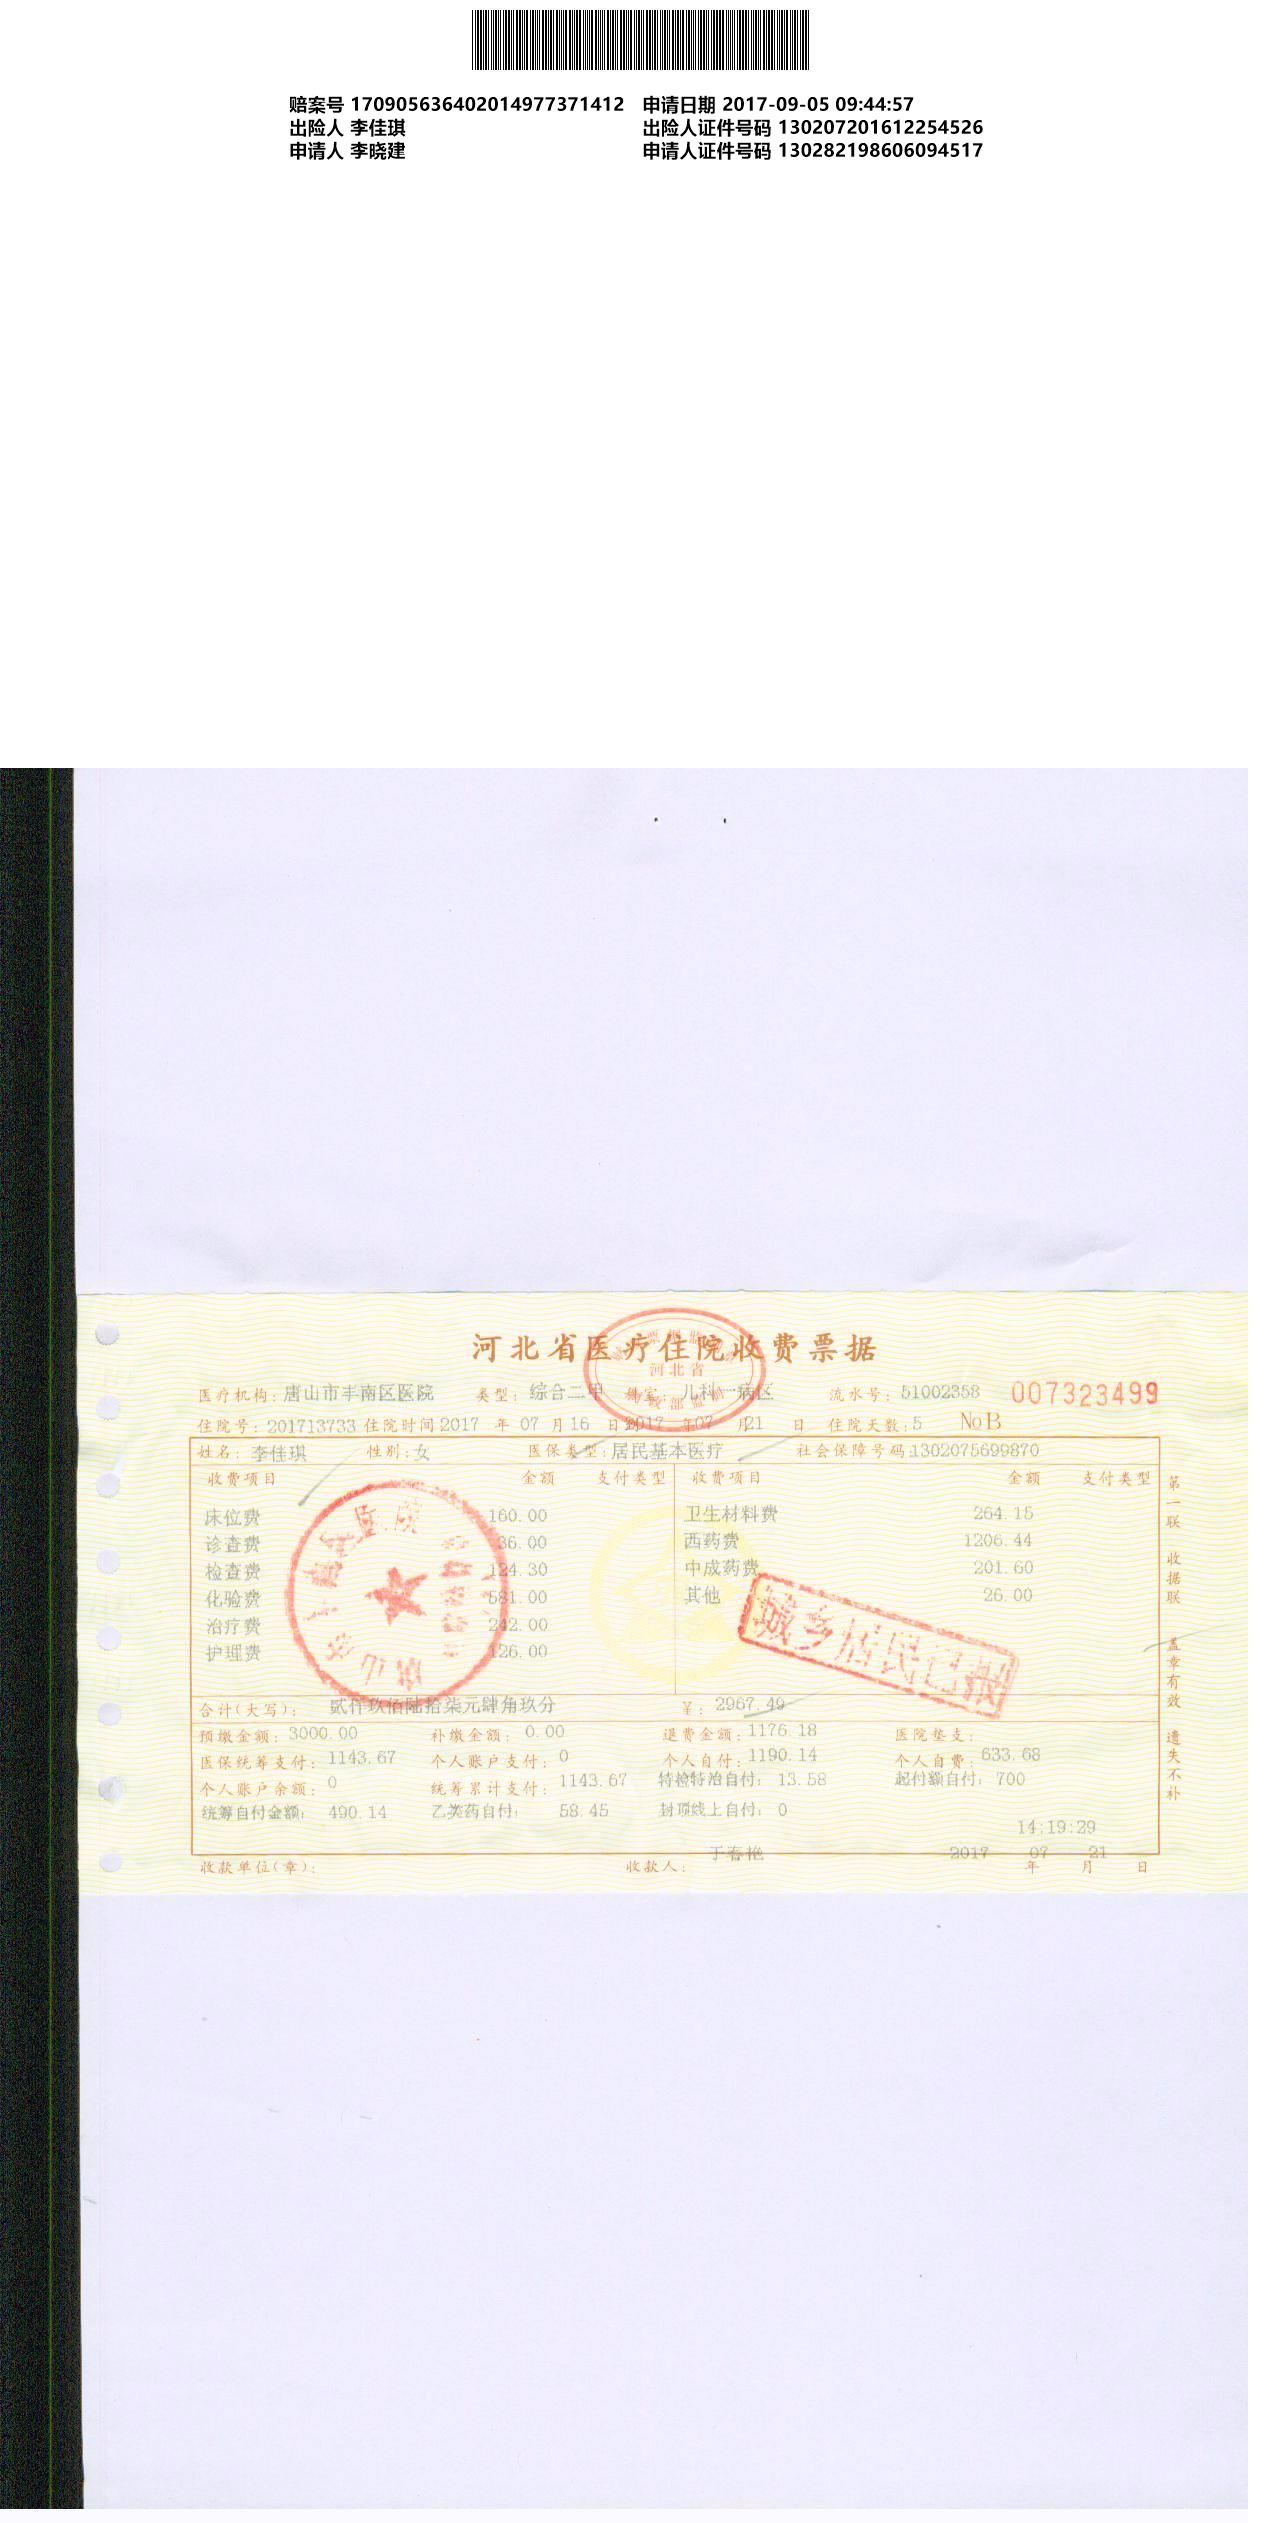 赔案号 170905636402014977371412 申请日期 2017-09-05 09:44:57
出险人 李佳琪 出险人证件号码 130207201612254526
申请人 李晓建 申请人证件号码 130282198606094517
河北省医疗住院收费票据
医疗机构: 唐山市丰南区医院 类型: 综合二甲 科室: 儿科一病区 流水号: 51002358 007323499
住院号: 201713733 住院时间 2017 年 07 月 16 日到 2017 年 07 月 21 日 住院天数: 5 NoB
姓名: 李佳琪 性别: 女 医保类型: 居民基本医疗 社会保障号码: 1302075699870
收费项目 金额 支付类型 收费项目 金额 支付类型
床位费 160.00 卫生材料费 264.15
诊查费 36.00 西药费 1206.44
检查费 124.30 中成药费 201.60
化验费 581.00 其他 26.00
治疗费 242.00
护理费 126.00
城乡居民已报
河北省
合计(大写): 贰仟玖佰陆拾柒元肆角玖分 ¥: 2967.49
预缴金额: 3000.00 补缴金额: 0.00 退费金额: 1176.18 医院垫支:
医保统筹支付: 1143.67 个人账户支付: 0 个人自付: 1190.14 个人自费: 633.68
个人账户余额: 0 统筹累计支付: 1143.67 特检特治自付: 13.58 起付额自付: 700
统筹自付金额: 490.14 乙类药自付: 58.45 封顶线上自付: 0
14:19:29
收款单位(章): 收款人: 于春艳 2017 年 07 月 21 日
第一联 收据联 盖章有效 遗失不补